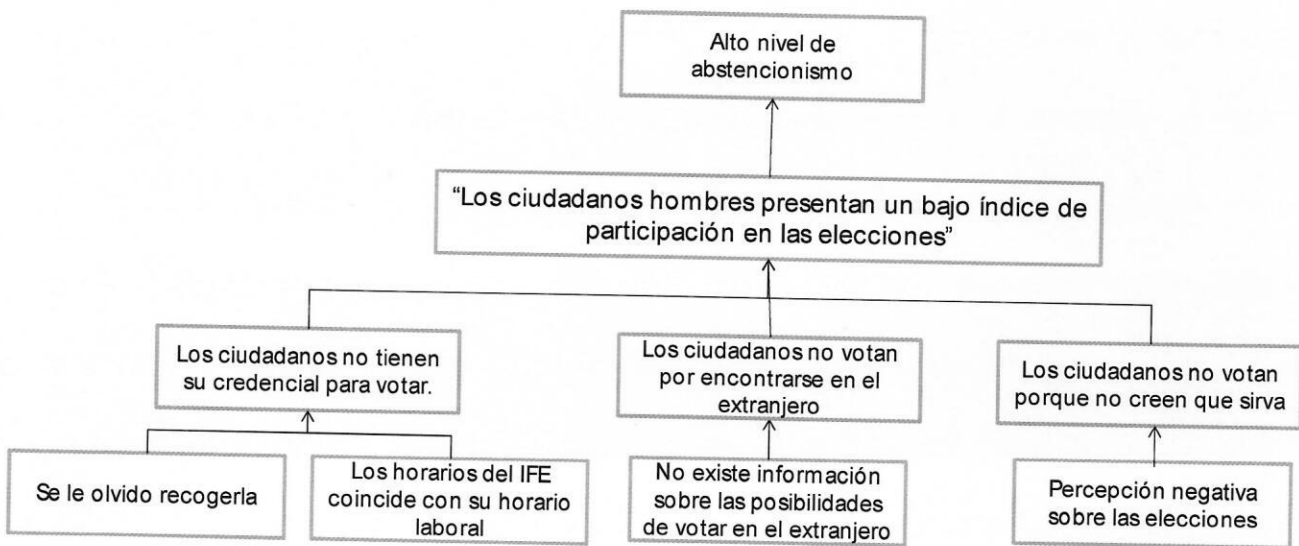 Alto nivel de
abstencionismo
“Los ciudadanos hombres presentan un bajo índice de
participación en las elecciones”
Los ciudadanos no tienen
su credencial para votar.
Los ciudadanos no votan
por encontrarse en el
extranjero
Los ciudadanos no votan
porque no creen que sirva
Se le olvido recogerla
Los horarios del IFE
coincide con su horario
laboral
No existe información
sobre las posibilidades
de votar en el extranjero
Percepción negativa
sobre las elecciones